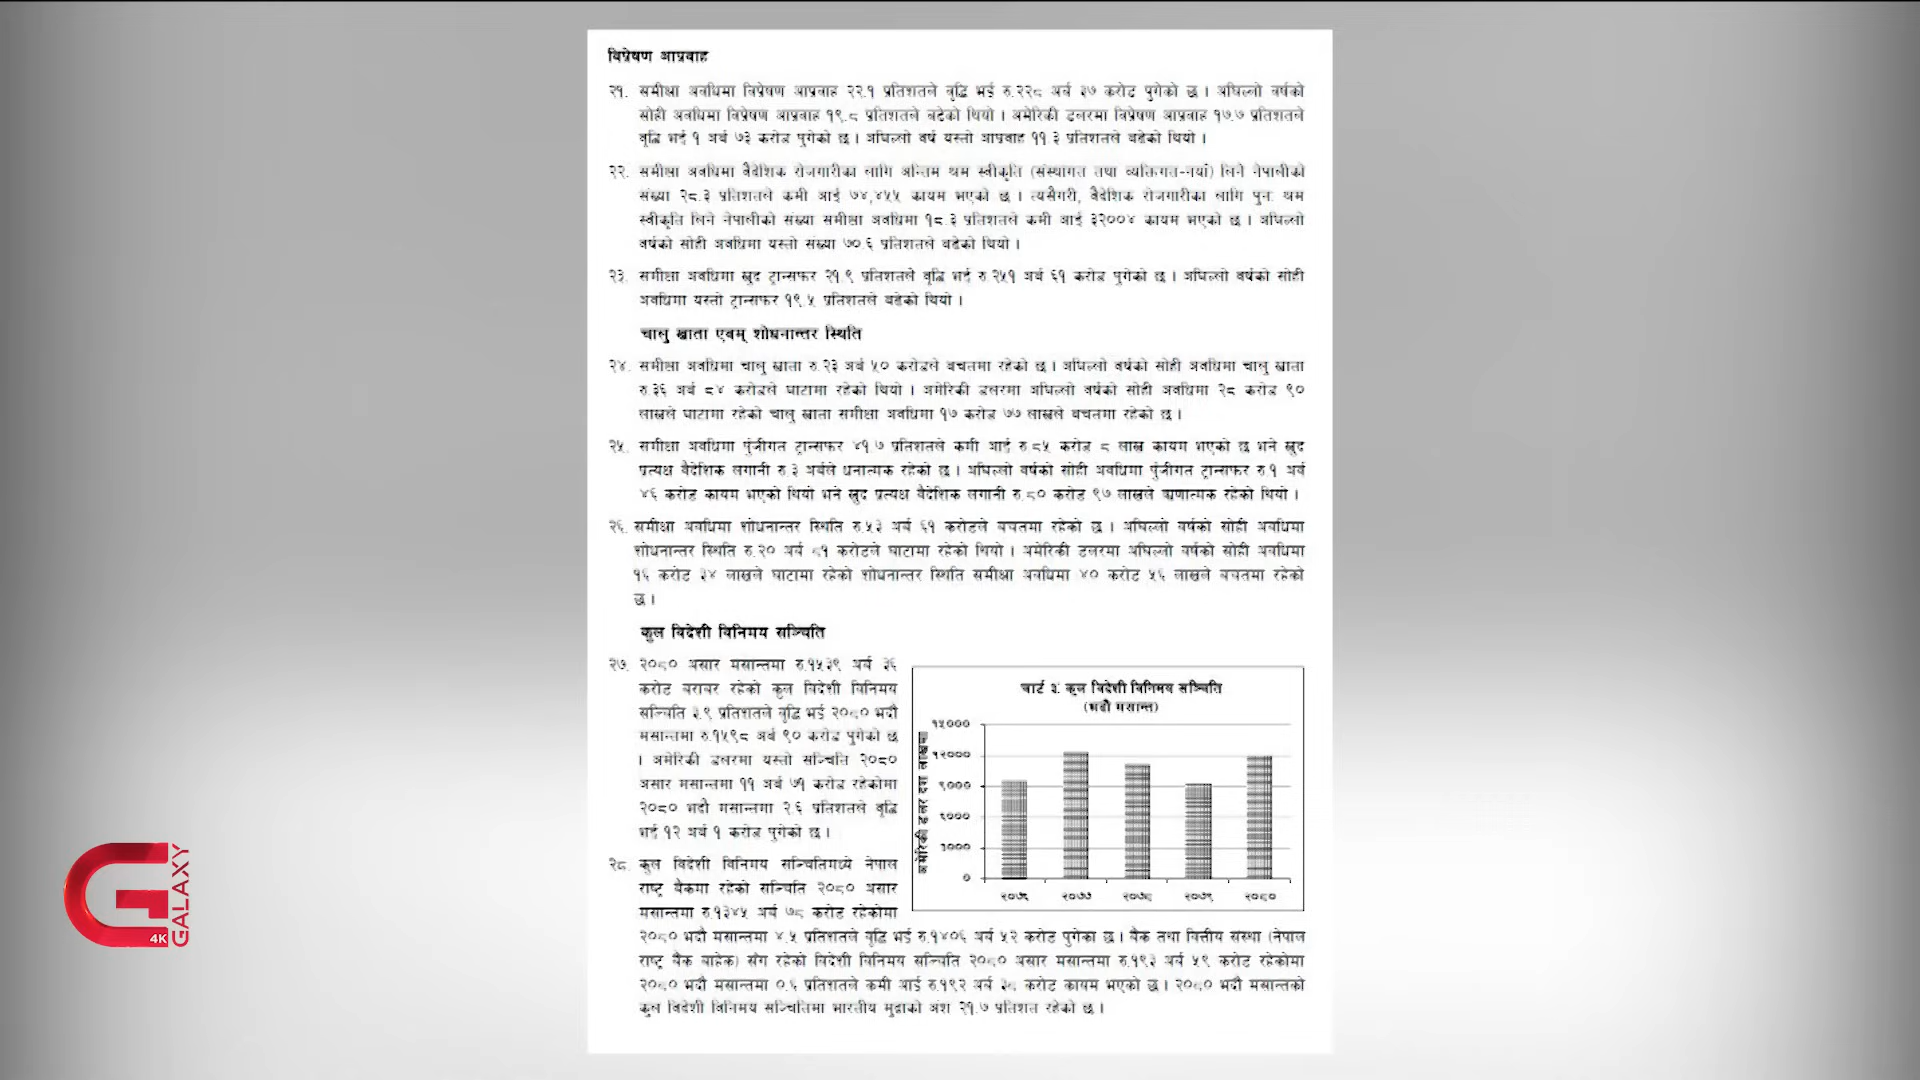 विप्रेषण आप्रवाह
२१. समीक्षा अवधिमा विप्रेषण आप्रवाह २२.१ प्रतिशतले वृद्धि भई रु.२२८ अर्ब ३७ करोड पुगेको छ । अघिल्लो वर्षको
सोही अवधिमा विप्रेषण आप्रवाह १९.८ प्रतिशतले बढेको थियो । अमेरिकी डलरमा विप्रेषण आप्रवाह १७.७ प्रतिशतले
वृद्धि भई १ अर्ब ७३ करोड पुगेको छ । अघिल्लो वर्ष यस्तो आप्रवाह ११.३ प्रतिशतले बढेको थियो ।
२२. समीक्षा अवधिमा वैदेशिक रोजगारीका लागि अन्तिम श्रम स्वीकृति (संस्थागत तथा व्यक्तिगत-नयाँ) लिने नेपालीको
संख्या २८.३ प्रतिशतले कमी आई ७४,४५५ कायम भएको छ । त्यसैगरी, वैदेशिक रोजगारीका लागि पुनः श्रम
स्वीकृति लिने नेपालीको संख्या समीक्षा अवधिमा १८.३ प्रतिशतले कमी आई ३२००४ कायम भएको छ । अघिल्लो
वर्षको सोही अवधिमा यस्तो संख्या ७०.६ प्रतिशतले बढेको थियो ।
२३. समीक्षा अवधिमा खुद ट्रान्सफर २१.९ प्रतिशतले वृद्धि भई रु.२५१ अर्ब ६१ करोड पुगेको छ । अघिल्लो वर्षको सोही
अवधिमा यस्तो ट्रान्सफर १९.५ प्रतिशतले बढेको थियो ।
चालु खाता एवम् शोधनान्तर स्थिति
२४. समीक्षा अवधिमा चालु खाता रु.२३ अर्ब ५० करोडले बचतमा रहेको छ । अघिल्लो वर्षको सोही अवधिमा चालु खाता
रु.३६ अर्ब ८४ करोडले घाटामा रहेको थियो । अमेरिकी डलरमा अघिल्लो वर्षको सोही अवधिमा २८ करोड ९०
लाखले घाटामा रहेको चालु खाता समीक्षा अवधिमा १७ करोड ७७ लाखले बचतमा रहेको छ ।
२५. समीक्षा अवधिमा पुँजीगत ट्रान्सफर ४१.७ प्रतिशतले कमी आई रु.८५ करोड ८ लाख कायम भएको छ भने खुद
प्रत्यक्ष वैदेशिक लगानी रु.३ अर्बले धनात्मक रहेको छ । अघिल्लो वर्षको सोही अवधिमा पुँजीगत ट्रान्सफर रु.१ अर्ब
४६ करोड कायम भएको थियो भने खुद प्रत्यक्ष वैदेशिक लगानी रु.८० करोड ९७ लाखले ऋणात्मक रहेको थियो ।
२६. समीक्षा अवधिमा शोधनान्तर स्थिति रु.५३ अर्ब ६१ करोडले बचतमा रहेको छ । अघिल्लो वर्षको सोही अवधिमा
शोधनान्तर स्थिति रु.२० अर्ब ८१ करोडले घाटामा रहेको थियो । अमेरिकी डलरमा अघिल्लो वर्षको सोही अवधिमा
१६ करोड ३४ लाखले घाटामा रहेको शोधनान्तर स्थिति समीक्षा अवधिमा ४० करोड ५६ लाखले बचतमा रहेको
छ ।
कुल विदेशी विनिमय सञ्चिति
२७. २०८० असार मसान्तमा रु.१५३९ अर्ब ३६
करोड बराबर रहेको कुल विदेशी विनिमय
सञ्चिति ३.९ प्रतिशतले वृद्धि भई २०८० भदौ
मसान्तमा रु.१५९८ अर्ब ९० करोड पुगेको छ
। अमेरिकी डलरमा यस्तो सञ्चिति २०८०
असार मसान्तमा ११ अर्ब ७१ करोड रहेकोमा
२०८० भदौ मसान्तमा २.६ प्रतिशतले वृद्धि
भई १२ अर्ब १ करोड पुगेको छ ।
चार्ट ३: कुल विदेशी विनिमय सञ्चिति
(भदौ मसान्त)
अमेरिकी डलर दश लाखमा
१५०००
१२०००
९०००
६०००
३०००
०
२०७६ २०७७ २०७८ २०७९ २०८०
२८. कुल विदेशी विनिमय सञ्चितिमध्ये नेपाल
राष्ट्र बैंकमा रहेको सञ्चिति २०८० असार
मसान्तमा रु.१३४५ अर्ब ७८ करोड रहेकोमा
२०८० भदौ मसान्तमा ४.५ प्रतिशतले वृद्धि भई रु.१४०६ अर्ब ५२ करोड पुगेको छ । बैंक तथा वित्तीय संस्था (नेपाल
राष्ट्र बैंक बाहेक) सँग रहेको विदेशी विनिमय सञ्चिति २०८० असार मसान्तमा रु.१९३ अर्ब ५९ करोड रहेकोमा
२०८० भदौ मसान्तमा ०.६ प्रतिशतले कमी आई रु.१९२ अर्ब ३८ करोड कायम भएको छ । २०८० भदौ मसान्तको
कुल विदेशी विनिमय सञ्चितिमा भारतीय मुद्राको अंश २१.७ प्रतिशत रहेको छ ।
GALAXY
4K